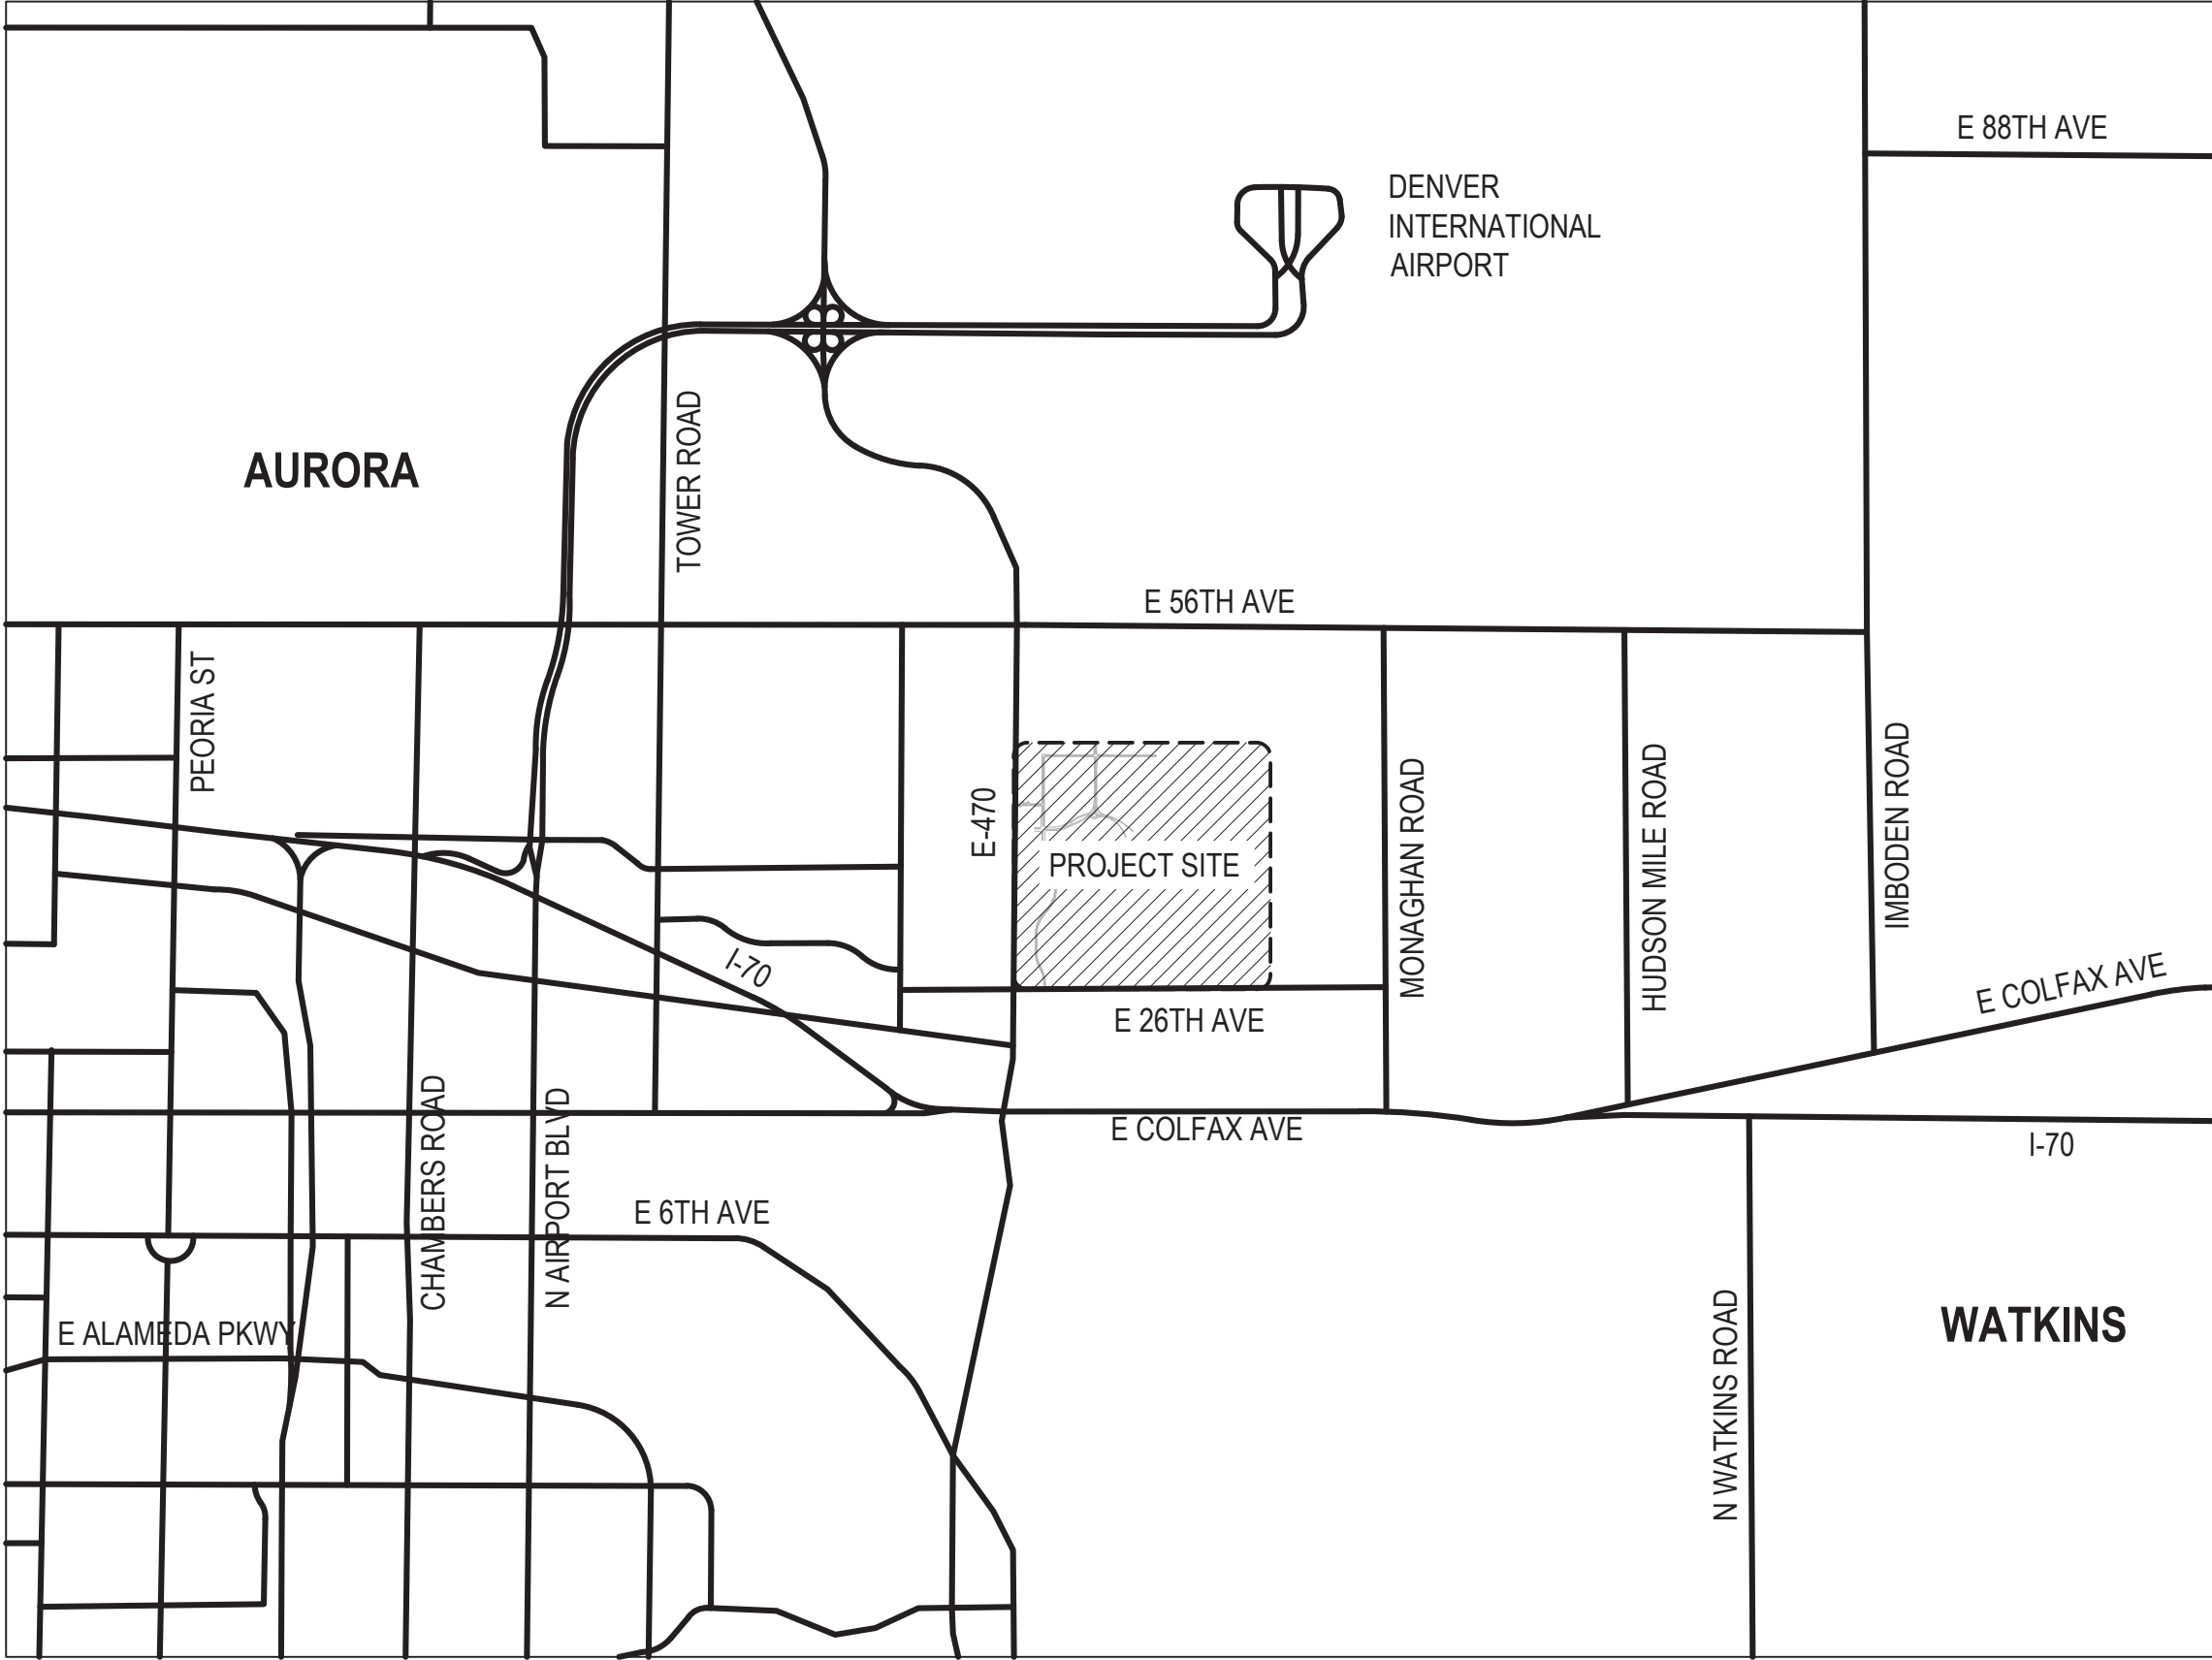 E 88TH AVE
DENVER
INTERNATIONAL
AIRPORT
AURORA
TOWER ROAD
E 56TH AVE
PEORIA ST
E-470
PROJECT SITE
MONAGHAN ROAD
HUDSON MILE ROAD
IMBODEN ROAD
I-70
E COLFAX AVE
E 26TH AVE
CHAMBERS ROAD
N AIRPORT BLVD
E COLFAX AVE
I-70
E 6TH AVE
E ALAMEDA PKWY
N WATKINS ROAD
WATKINS